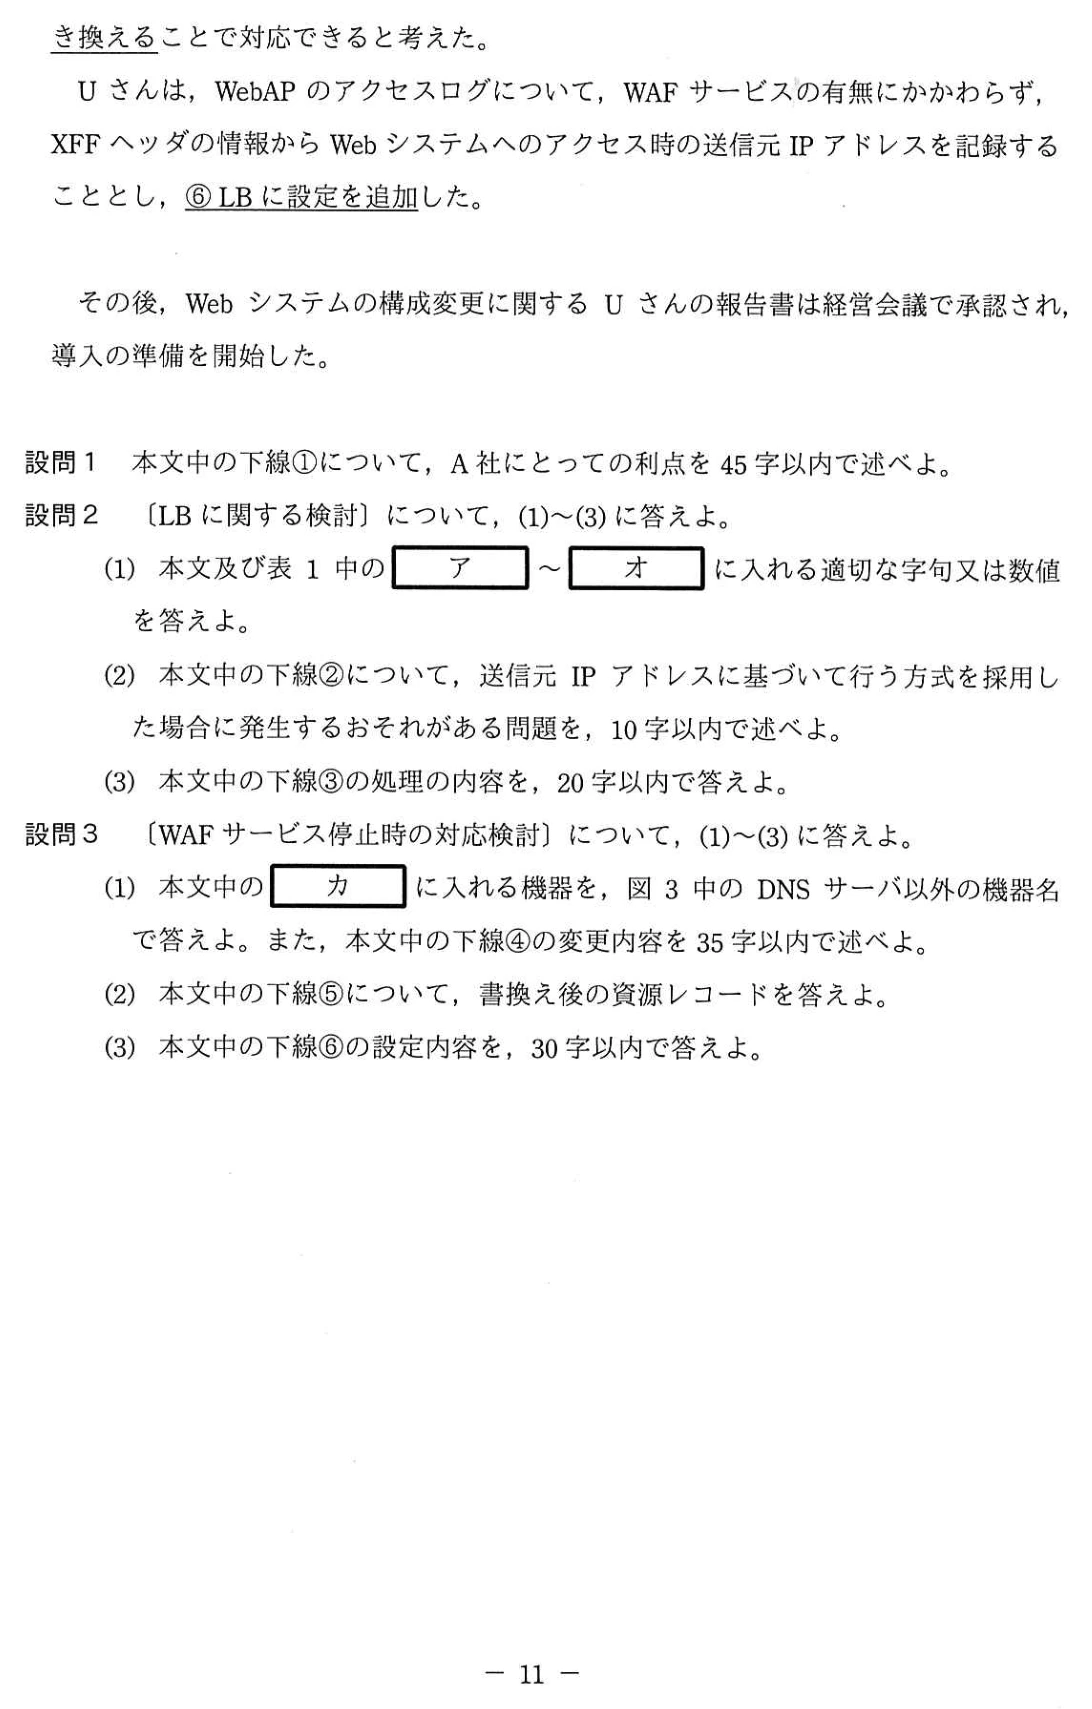 き換えることで対応できると考えた。
Uさんは，WebAP のアクセスログについて，WAF サービスの有無にかかわらず，
XFF ヘッダの情報から Web システムへのアクセス時の送信元 IP アドレスを記録する
こととし，⑥LB に設定を追加した。
その後，Web システムの構成変更に関する U さんの報告書は経営会議で承認され，
導入の準備を開始した。
設問1 本文中の下線①について，A 社にとっての利点を 45 字以内で述べよ。
設問2 〔LB に関する検討〕について，(1)～(3) に答えよ。
(1) 本文及び表 1 中の ア ～ オ に入れる適切な字句又は数値
を答えよ。
(2) 本文中の下線②について，送信元 IP アドレスに基づいて行う方式を採用し
た場合に発生するおそれがある問題を，10 字以内で述べよ。
(3) 本文中の下線③の処理の内容を，20 字以内で答えよ。
設問3 〔WAF サービス停止時の対応検討〕について，(1)～(3) に答えよ。
(1) 本文中の カ に入れる機器を，図 3 中の DNS サーバ以外の機器名
で答えよ。また，本文中の下線④の変更内容を 35 字以内で述べよ。
(2) 本文中の下線⑤について，書換え後の資源レコードを答えよ。
(3) 本文中の下線⑥の設定内容を，30 字以内で答えよ。
－ 11 －